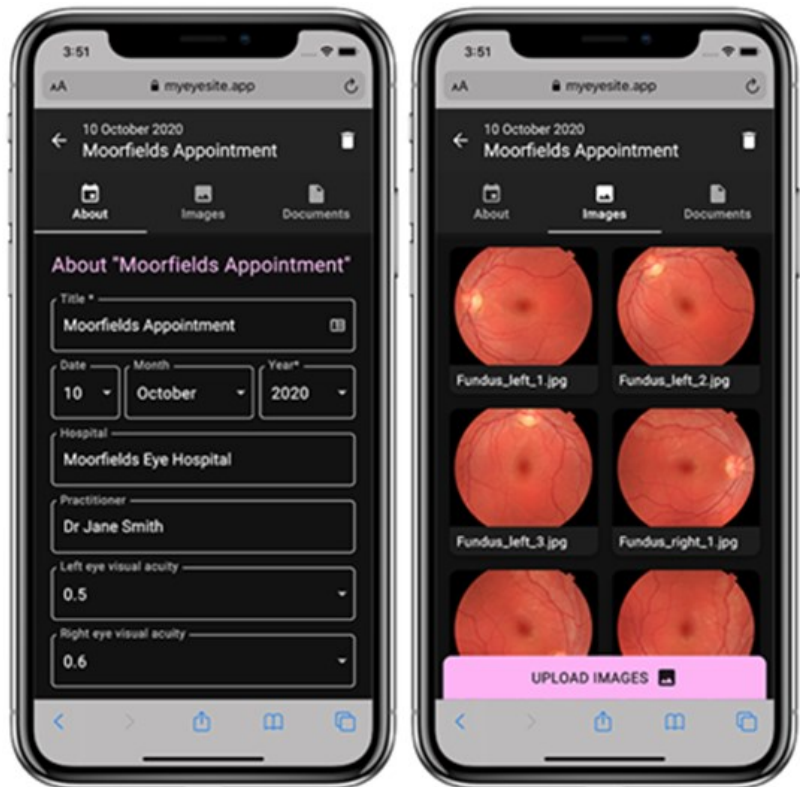 3:51
AA
myeyesite.app
10 October 2020
Moorfields Appointment
About
Images
Documents
About "Moorfields Appointment"
Title *
Moorfields Appointment
Date
Month
Year*
10
October
2020
Hospital
Moorfields Eye Hospital
Practitioner
Dr Jane Smith
Left eye visual acuity
0.5
Right eye visual acuity
0.6
3:51
AA
myeyesite.app
10 October 2020
Moorfields Appointment
About
Images
Documents
Fundus_left_1.jpg
Fundus_left_2.jpg
Fundus_left_3.jpg
Fundus_right_1.jpg
UPLOAD IMAGES